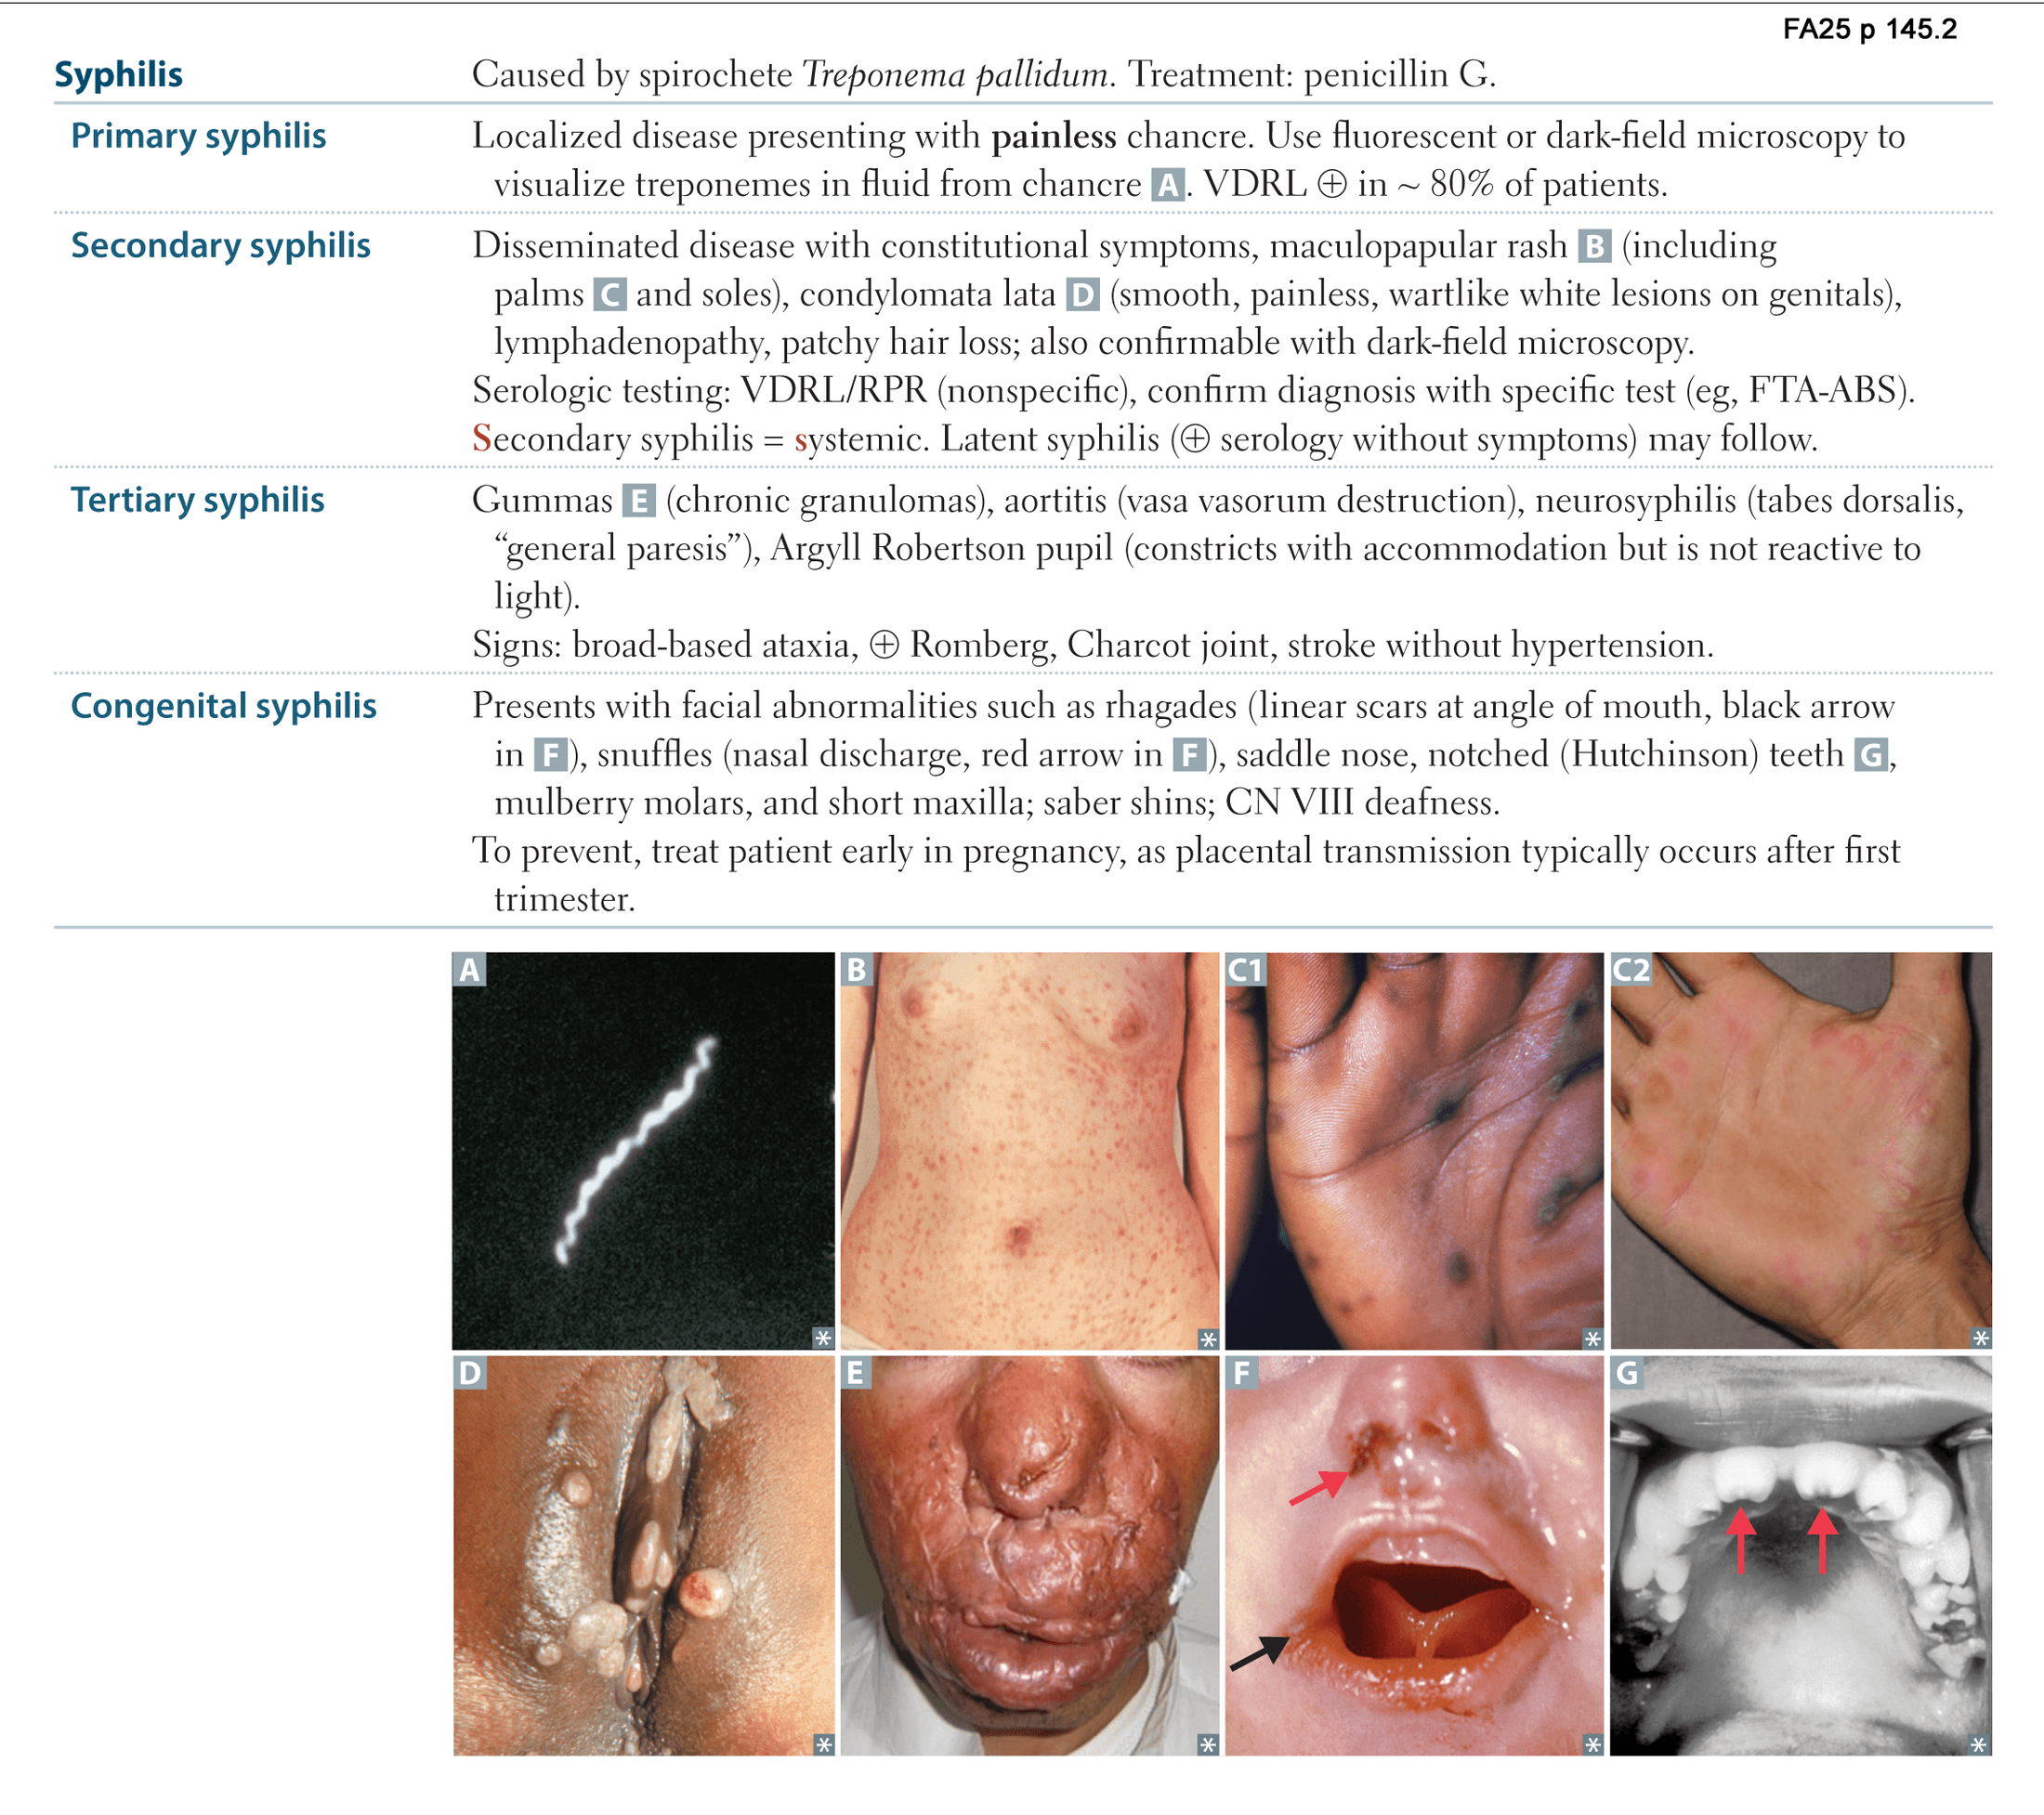 FA25 p 145.2
Syphilis Caused by spirochete Treponema pallidum. Treatment: penicillin G.
Primary syphilis Localized disease presenting with painless chancre. Use fluorescent or dark-field microscopy to
visualize treponemes in fluid from chancre A. VDRL ⊕ in ~ 80% of patients.
Secondary syphilis Disseminated disease with constitutional symptoms, maculopapular rash B (including
palms C and soles), condylomata lata D (smooth, painless, wartlike white lesions on genitals),
lymphadenopathy, patchy hair loss; also confirmable with dark-field microscopy.
Serologic testing: VDRL/RPR (nonspecific), confirm diagnosis with specific test (eg, FTA-ABS).
Secondary syphilis = systemic. Latent syphilis (⊕ serology without symptoms) may follow.
Tertiary syphilis Gummas E (chronic granulomas), aortitis (vasa vasorum destruction), neurosyphilis (tabes dorsalis,
“general paresis”), Argyll Robertson pupil (constricts with accommodation but is not reactive to
light).
Signs: broad-based ataxia, ⊕ Romberg, Charcot joint, stroke without hypertension.
Congenital syphilis Presents with facial abnormalities such as rhagades (linear scars at angle of mouth, black arrow
in F), snuffles (nasal discharge, red arrow in F), saddle nose, notched (Hutchinson) teeth G,
mulberry molars, and short maxilla; saber shins; CN VIII deafness.
To prevent, treat patient early in pregnancy, as placental transmission typically occurs after first
trimester.
A B C1 C2
* * * *
D E F G
* * * *